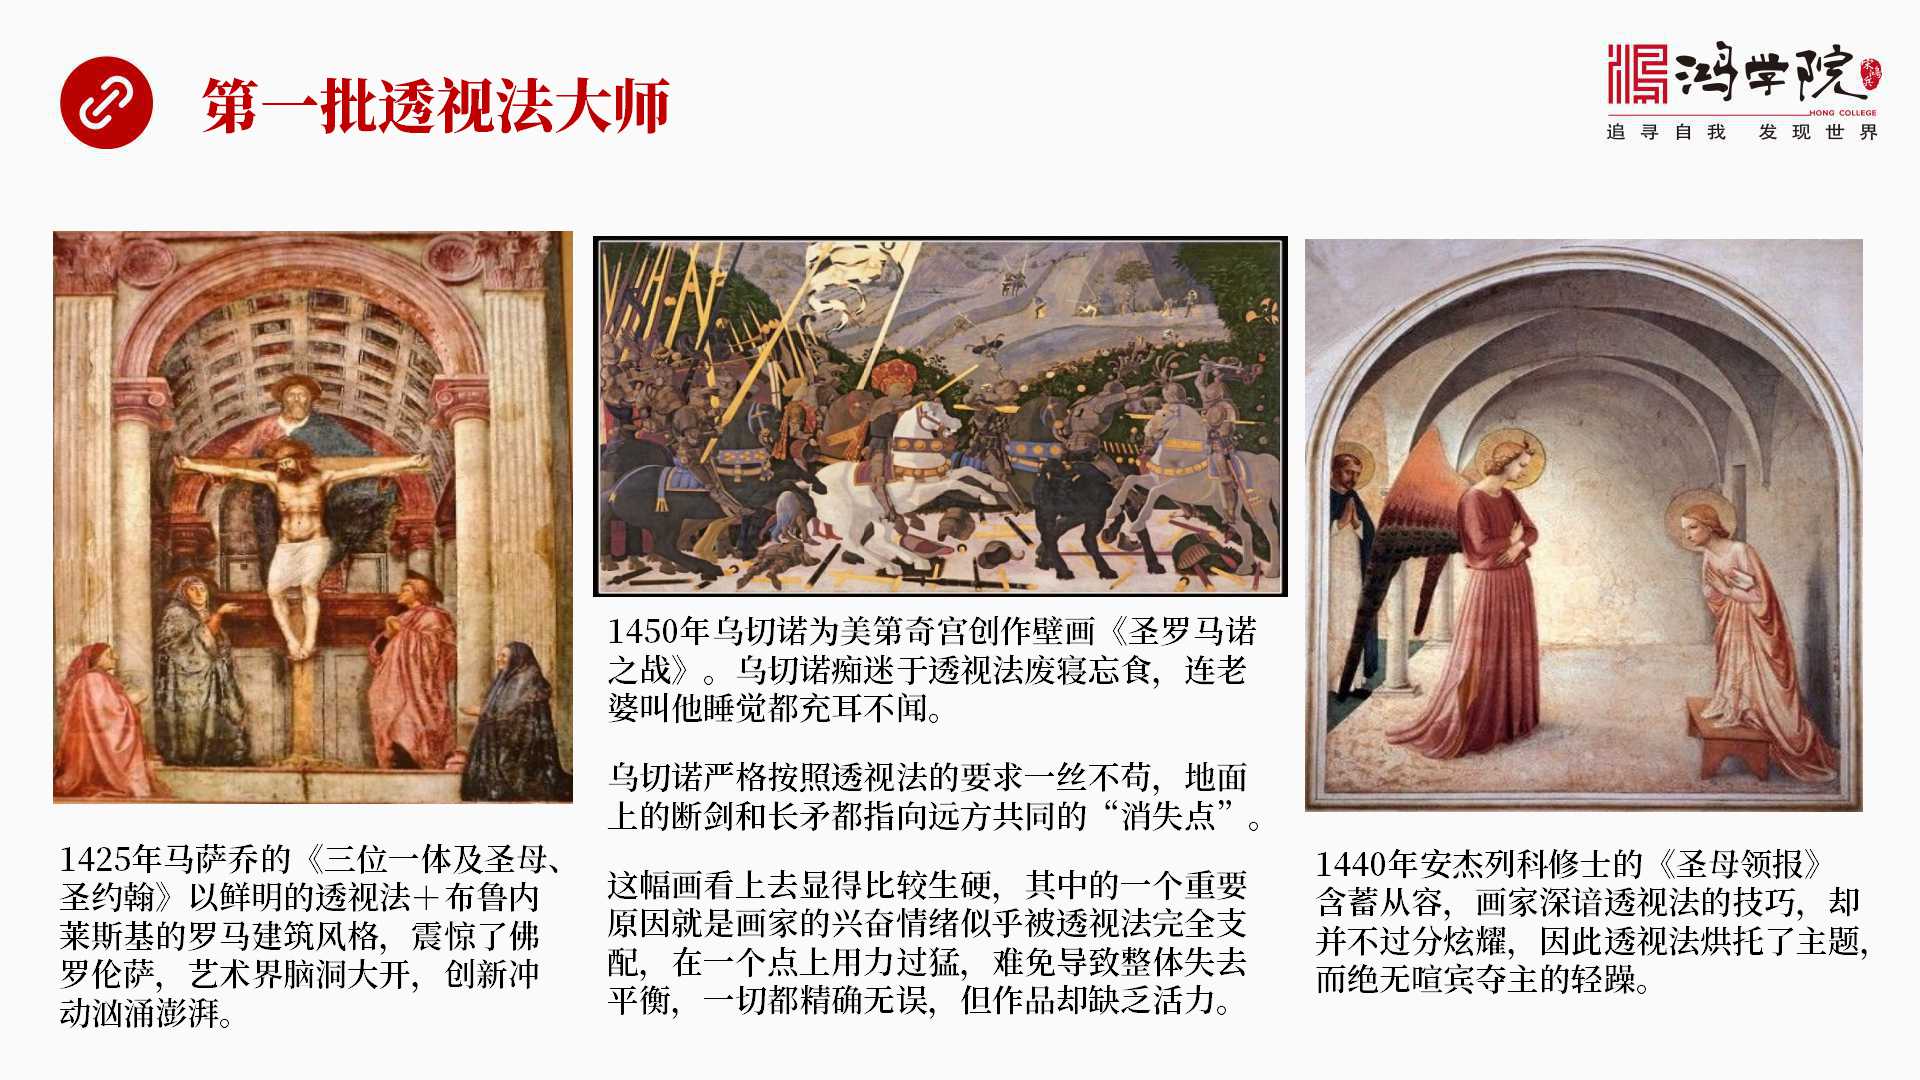 第一批透视法大师
鸿学院
宋鸿兵
HONG COLLEGE
追寻自我 发现世界
1425年马萨乔的《三位一体及圣母、
圣约翰》以鲜明的透视法＋布鲁内
莱斯基的罗马建筑风格，震惊了佛
罗伦萨，艺术界脑洞大开，创新冲
动汹涌澎湃。
1450年乌切诺为美第奇宫创作壁画《圣罗马诺
之战》。乌切诺痴迷于透视法废寝忘食，连老
婆叫他睡觉都充耳不闻。
乌切诺严格按照透视法的要求一丝不苟，地面
上的断剑和长矛都指向远方共同的“消失点”。
这幅画看上去显得比较生硬，其中的一个重要
原因就是画家的兴奋情绪似乎被透视法完全支
配，在一个点上用力过猛，难免导致整体失去
平衡，一切都精确无误，但作品却缺乏活力。
1440年安杰列科修士的《圣母领报》
含蓄从容，画家深谙透视法的技巧，却
并不过分炫耀，因此透视法烘托了主题，
而绝无喧宾夺主的轻躁。